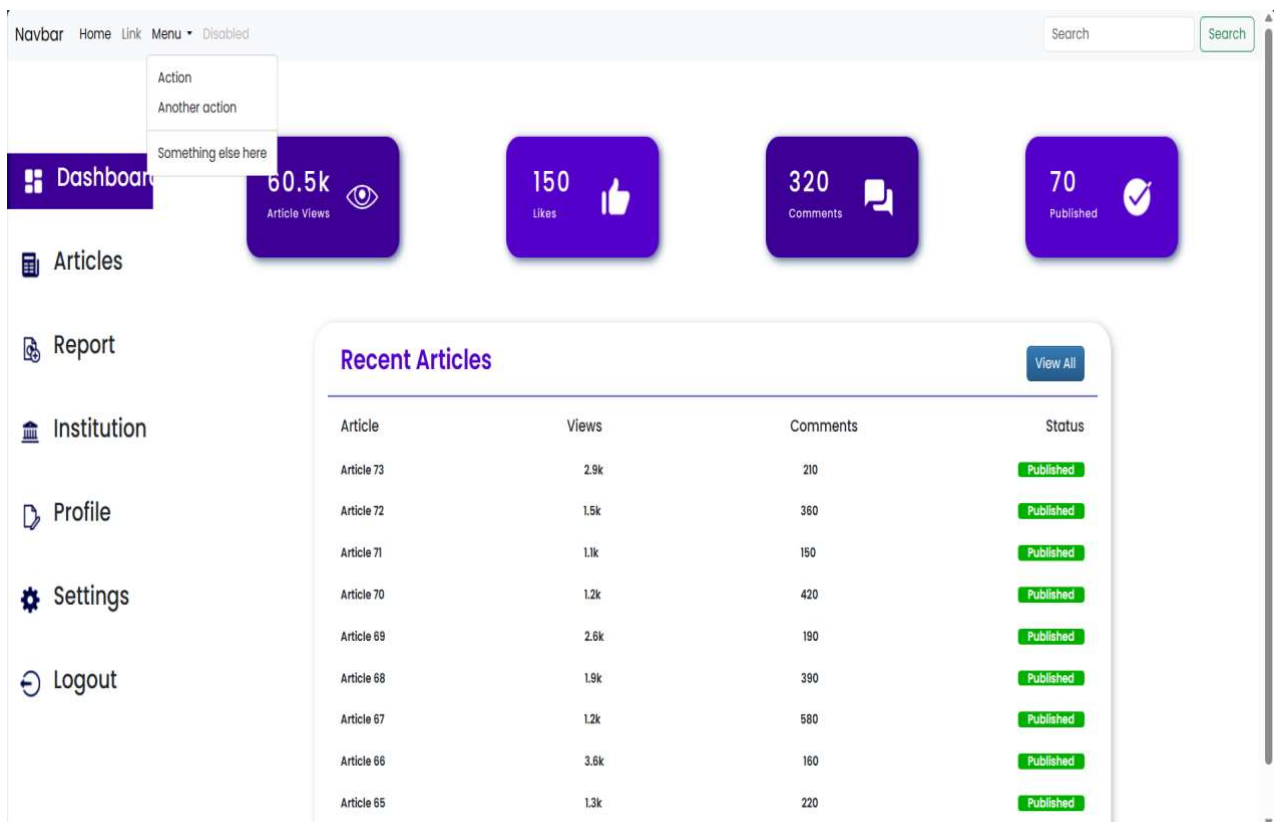 Navbar Home Link Menu Disabled Search Search
Action
Another action
Something else here
Dashboard
Articles
Report
Institution
Profile
Settings
Logout
60.5k
Article Views
150
Likes
320
Comments
70
Published
Recent Articles View All
Article Views Comments Status
Article 73 2.9k 210 Published
Article 72 1.5k 360 Published
Article 71 1.1k 150 Published
Article 70 1.2k 420 Published
Article 69 2.6k 190 Published
Article 68 1.9k 390 Published
Article 67 1.2k 580 Published
Article 66 3.6k 160 Published
Article 65 1.3k 220 Published